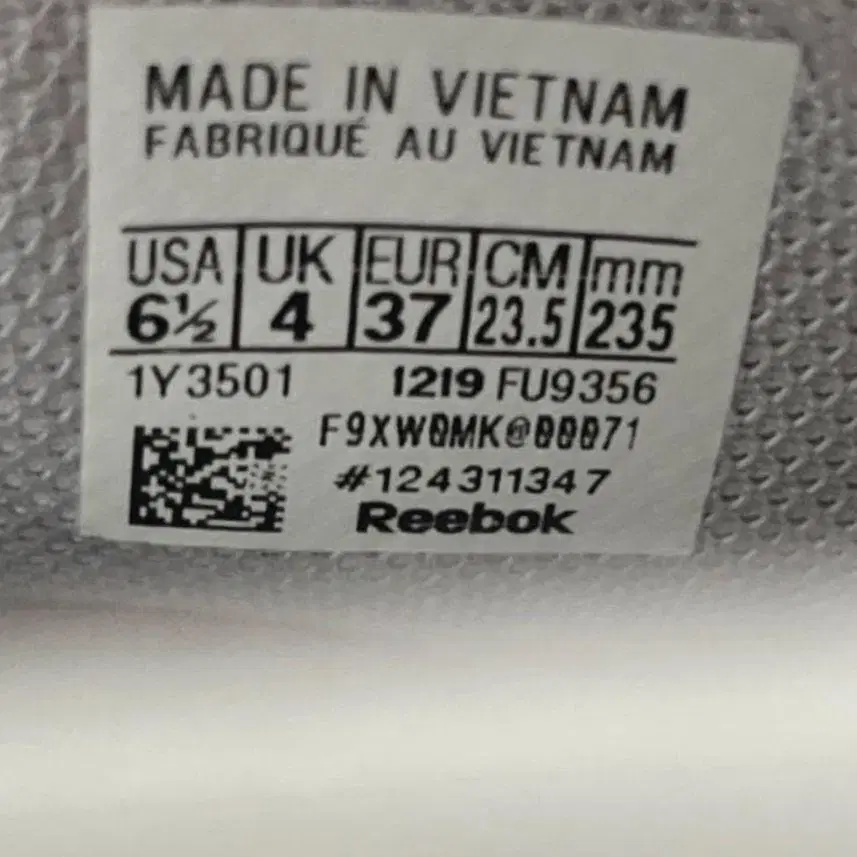 MADE IN VIETNAM
FABRIQUÉ AU VIETNAM
USA UK EUR CM mm
6½ 4 37 23.5 235
1Y3501 1219 FU9356
F9XW0MK@00071
#124311347
Reebok